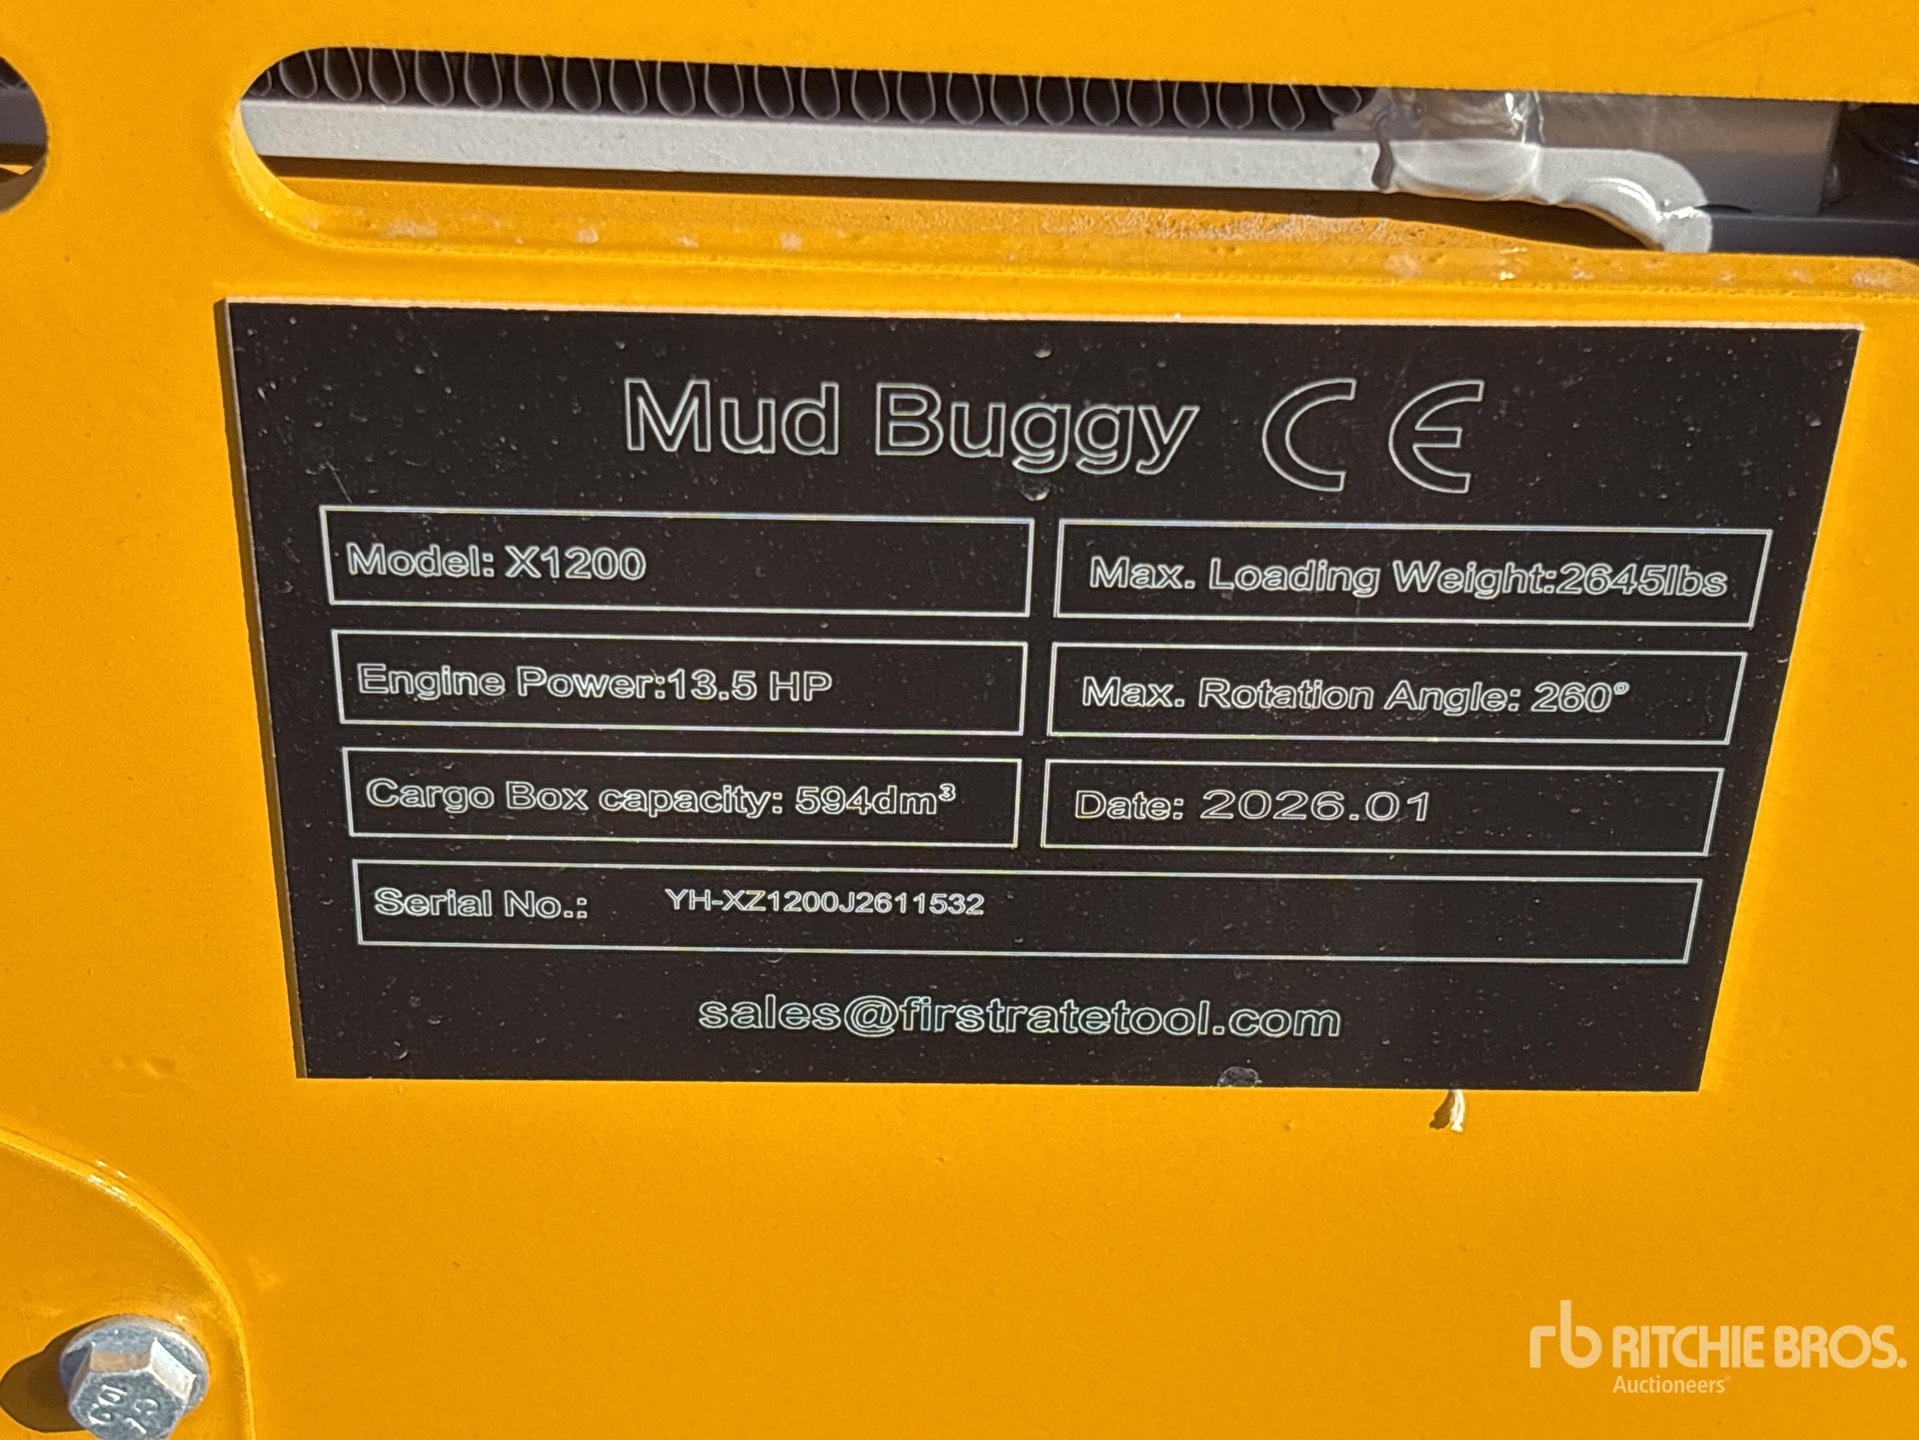 Mud Buggy CE
Model: X1200
Max. Loading Weight:2645lbs
Engine Power:13.5 HP
Max. Rotation Angle: 260°
Cargo Box capacity: 594dm³
Date: 2026.01
Serial No.: YH-XZ1200J2611532
sales@firstratetool.com
rb RITCHIE BROS.
Auctioneers